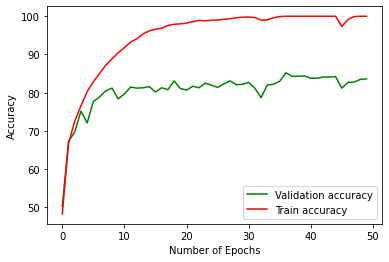 100
90
80
70
60
50
Accuracy
Validation accuracy
Train accuracy
0 10 20 30 40 50
Number of Epochs